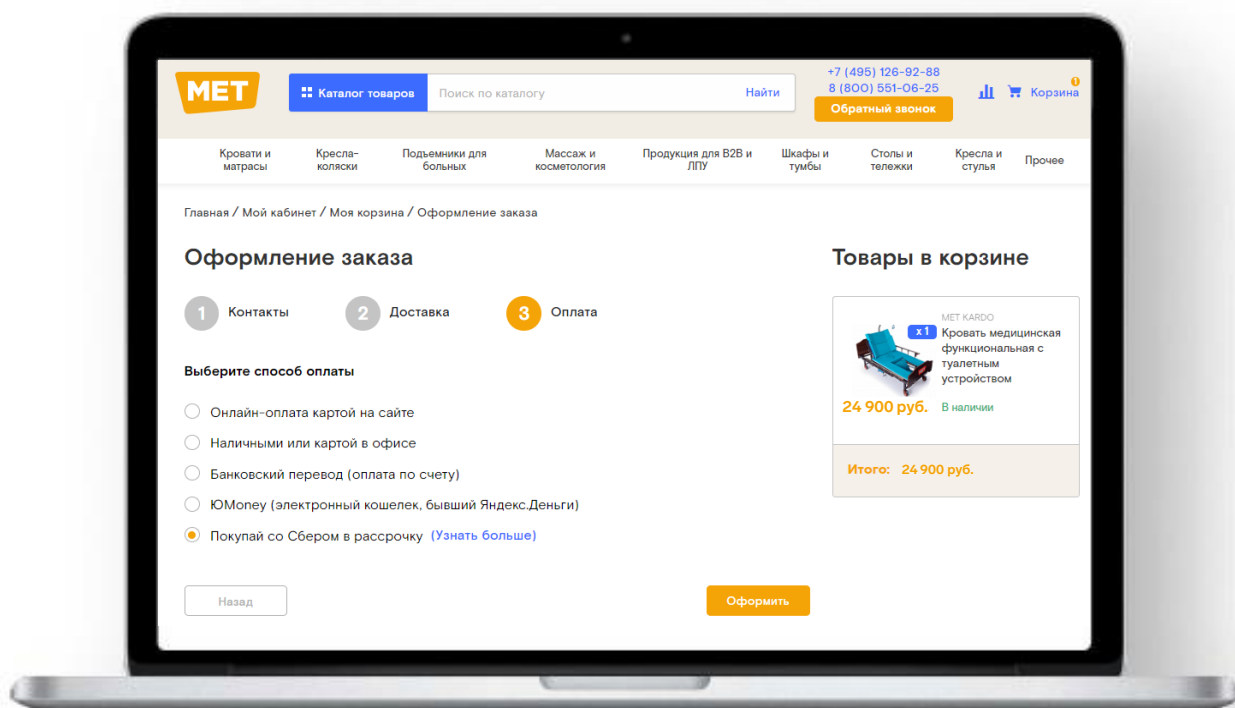 МЕТ
Каталог товаров
Поиск по каталогу
Найти
+7 (495) 126-92-88
8 (800) 551-06-25
Обратный звонок
1
Корзина
Кровати и
матрасы
Кресла-
коляски
Подъемники для
больных
Массаж и
косметология
Продукция для B2B и
ЛПУ
Шкафы и
тумбы
Столы и
тележки
Кресла и
стулья
Прочее
Главная / Мой кабинет / Моя корзина / Оформление заказа
Оформление заказа
1 Контакты
2 Доставка
3 Оплата
Выберите способ оплаты
Онлайн-оплата картой на сайте
Наличными или картой в офисе
Банковский перевод (оплата по счету)
ЮMoney (электронный кошелек, бывший Яндекс.Деньги)
Покупай со Сбером в рассрочку (Узнать больше)
Назад
Оформить
Товары в корзине
MET KARDO
x 1
Кровать медицинская
функциональная с
туалетным
устройством
24 900 руб.
В наличии
Итого: 24 900 руб.